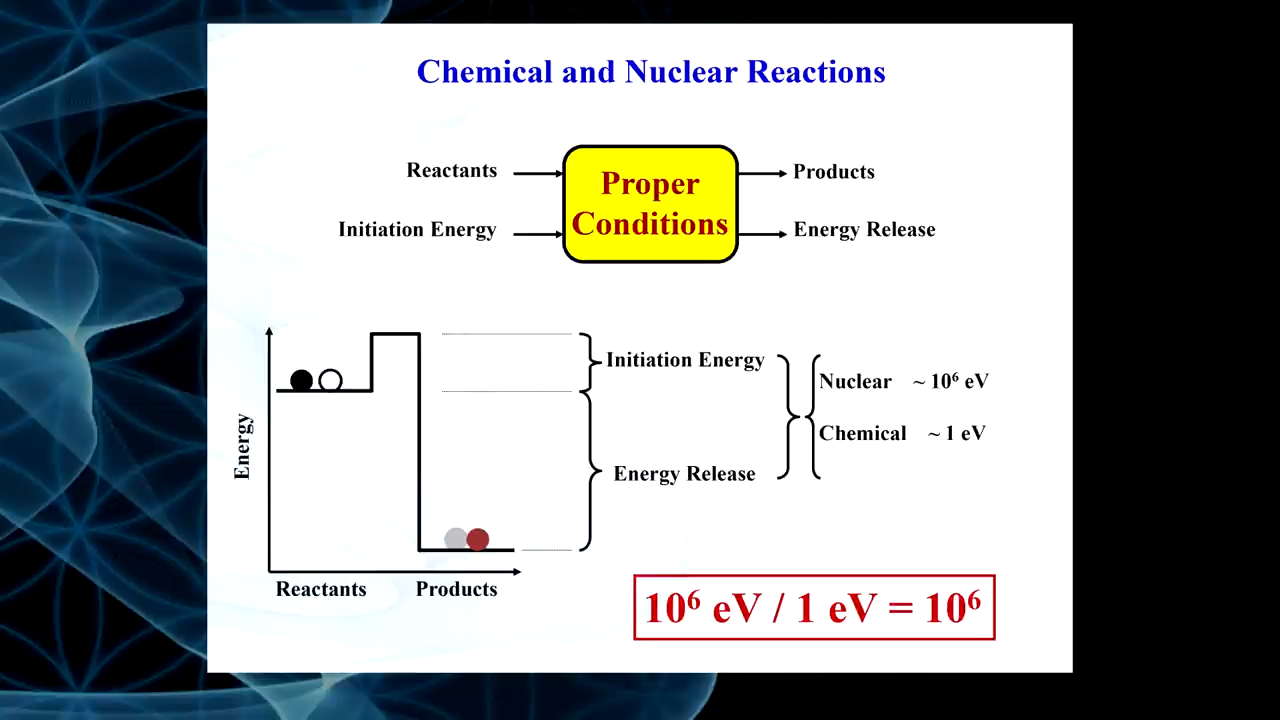 Chemical and Nuclear Reactions
Reactants
Proper
Conditions
Products
Initiation Energy
Energy Release
Energy
Initiation Energy
Energy Release
Nuclear ~ 10⁶ eV
Chemical ~ 1 eV
Reactants
Products
10⁶ eV / 1 eV = 10⁶